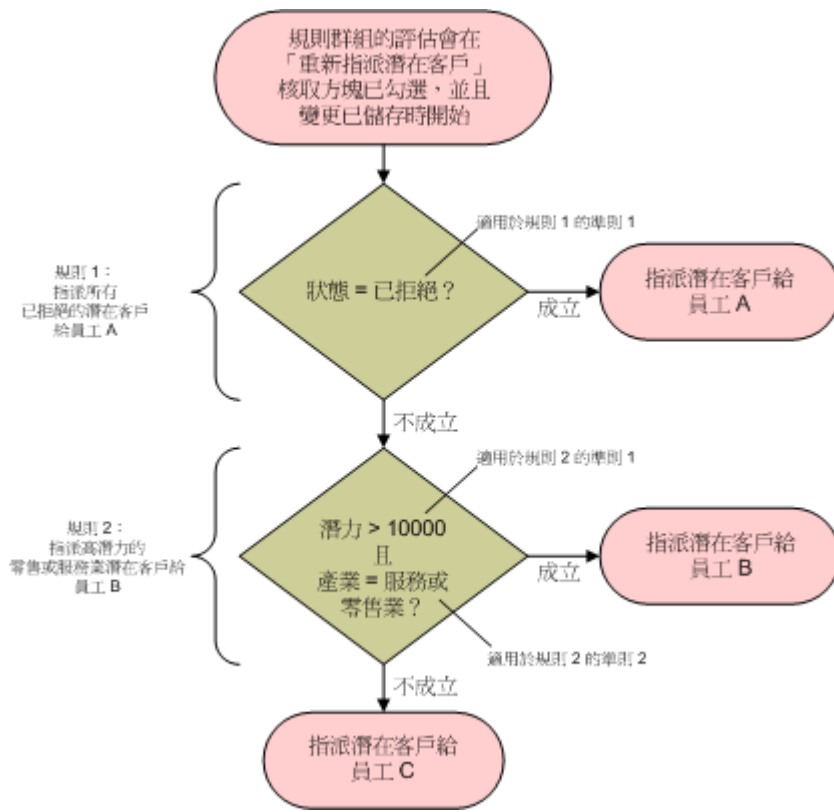 規則群組的評估會在
「重新指派潛在客戶」
核取方塊已勾選，並且
變更已儲存時開始
適用於規則 1 的準則 1
規則 1：
指派所有
已拒絕的潛在客戶
給員工 A
狀態 = 已拒絕？
成立
指派潛在客戶給
員工 A
不成立
適用於規則 2 的準則 1
規則 2：
指派高潛力的
零售或服務業潛在客戶給
員工 B
潛力 > 10000
且
產業 = 服務或
零售業？
成立
指派潛在客戶給
員工 B
適用於規則 2 的準則 2
不成立
指派潛在客戶給
員工 C